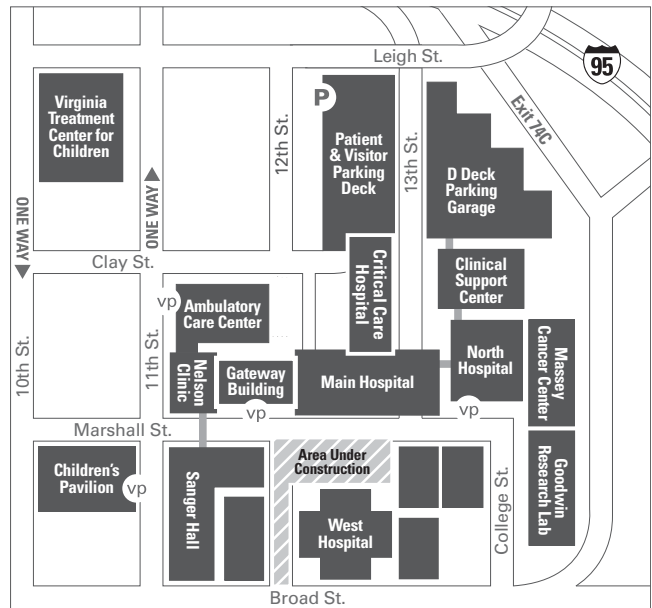 Leigh St.
95
Exit 74C
Virginia
Treatment
Center for
Children
12th St.
P
Patient
& Visitor
Parking
Deck
13th St.
D Deck
Parking
Garage
ONE WAY
ONE WAY
Clay St.
Critical Care
Hospital
Clinical
Support
Center
vp
Ambulatory
Care Center
10th St.
11th St.
Nelson
Clinic
Gateway
Building
Main Hospital
North
Hospital
Massey
Cancer Center
vp
vp
Marshall St.
Children's
Pavilion
vp
Sanger Hall
Area Under
Construction
West
Hospital
College St.
Goodwin
Research Lab
Broad St.